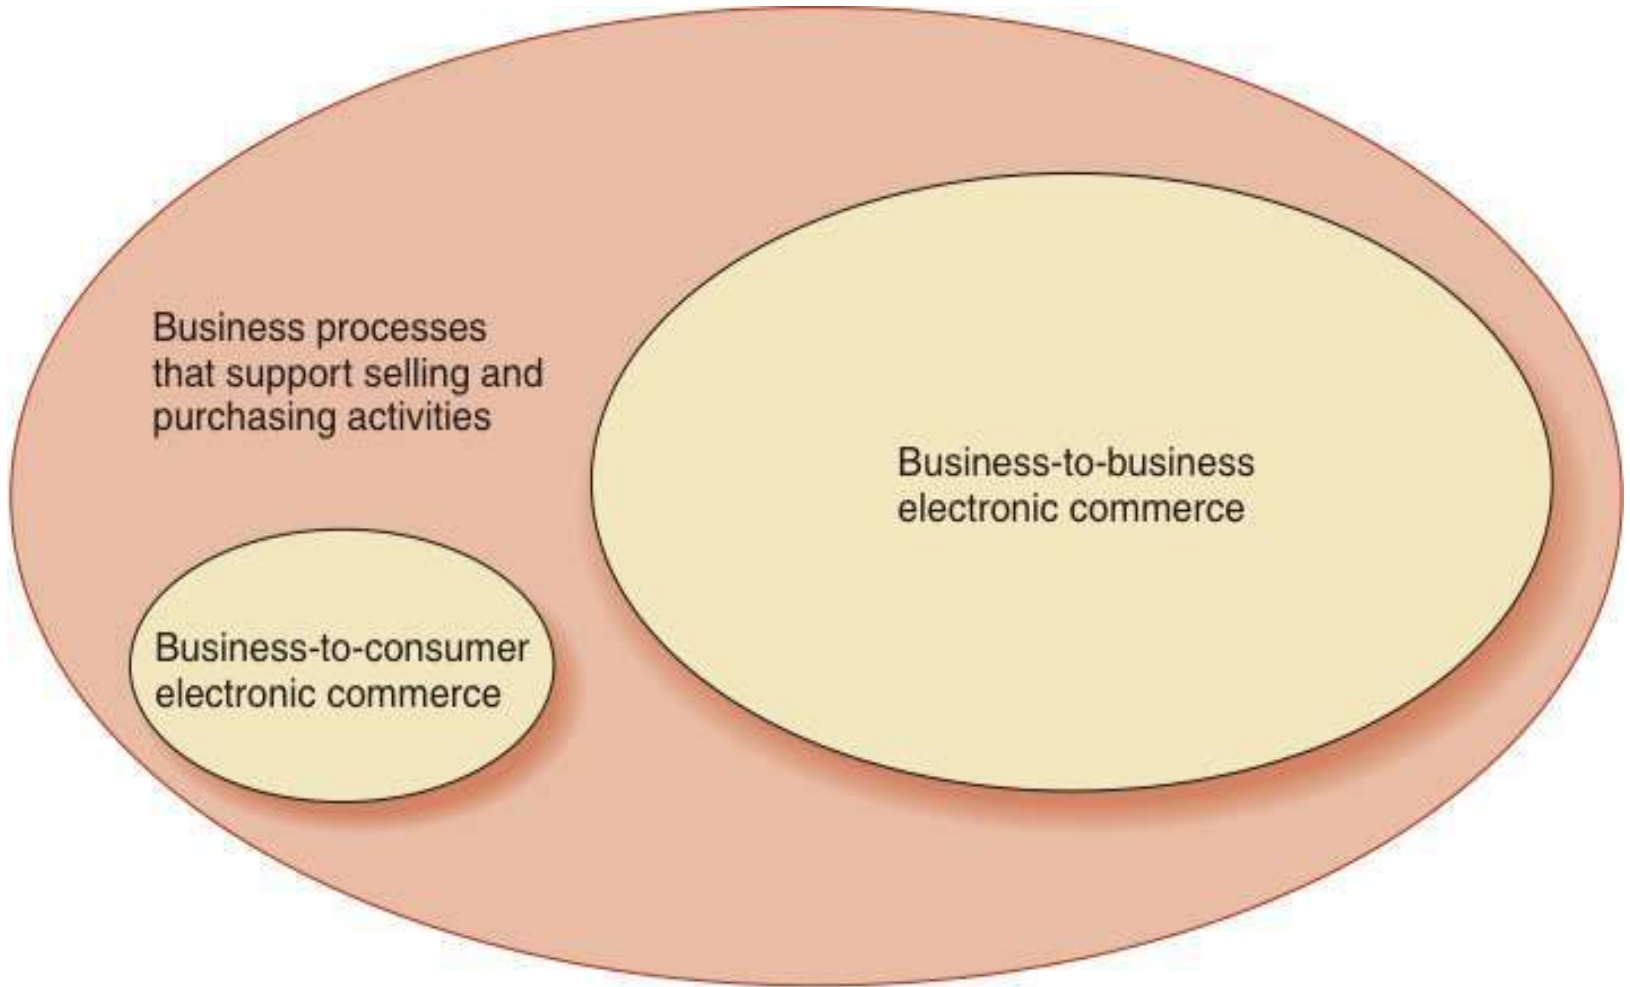 Business processes
that support selling and
purchasing activities
Business-to-business
electronic commerce
Business-to-consumer
electronic commerce